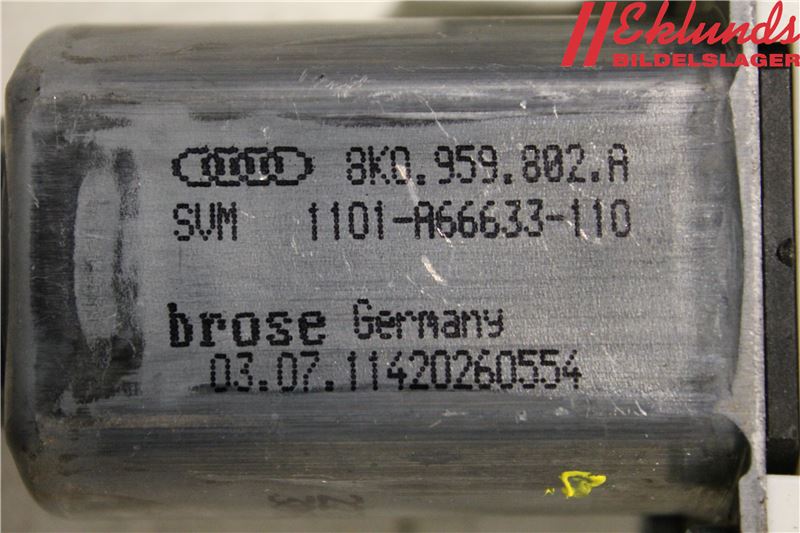 Eklunds
BILDELSLAGER
8K0.959.802.A
SVM 1101-A66633-110
brose Germany
03.07.11420260554